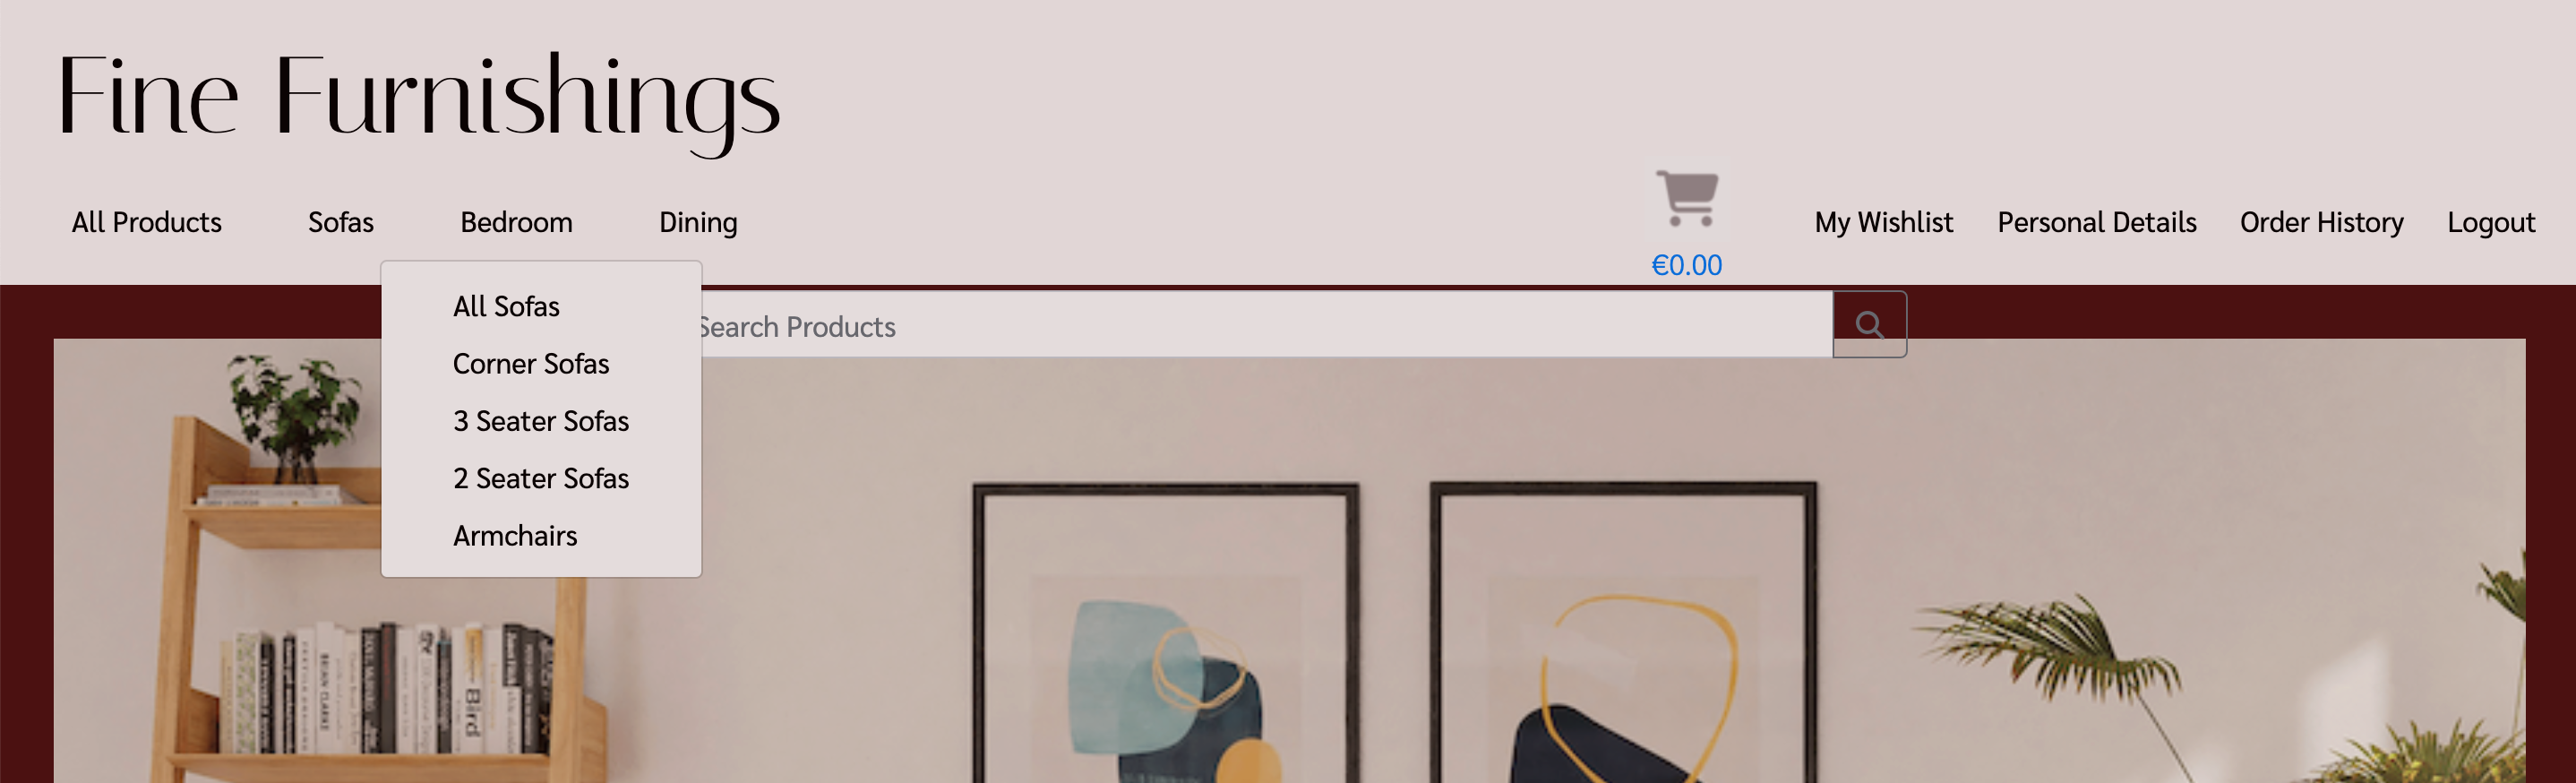 Fine Furnishings
All Products Sofas Bedroom Dining €0.00 My Wishlist Personal Details Order History Logout
Search Products
All Sofas
Corner Sofas
3 Seater Sofas
2 Seater Sofas
Armchairs
Bird